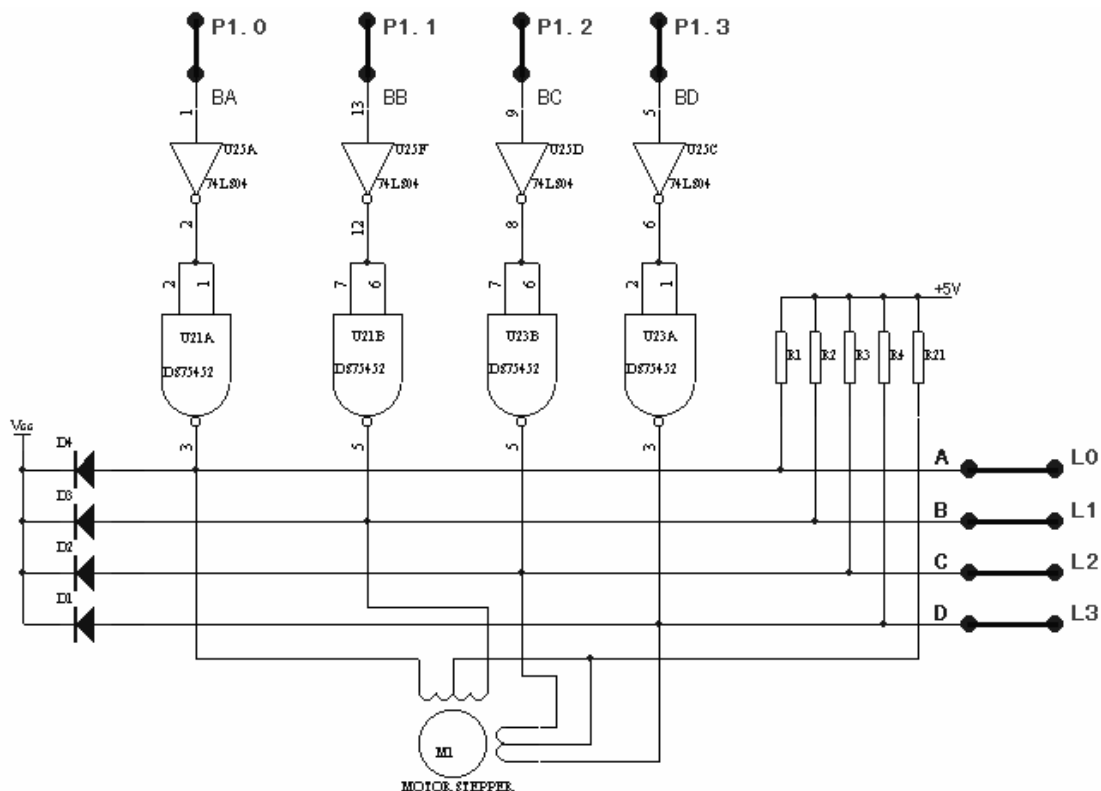 P1.0 P1.1 P1.2 P1.3
BA BB BC BD
1 13 9 5
U25A U25F U25D U25C
74LS04 74LS04 74LS04 74LS04
2 12 8 6
2 1 7 6 7 6 2 1
+5V
U21A U21B U23B U23A
R1 R2 R3 R4 R21
DS75452 DS75452 DS75452 DS75452
Vcc
3 5 5 3
D4 A L0
D3 B L1
D2 C L2
D1 D L3
M1
MOTOR STEPPER